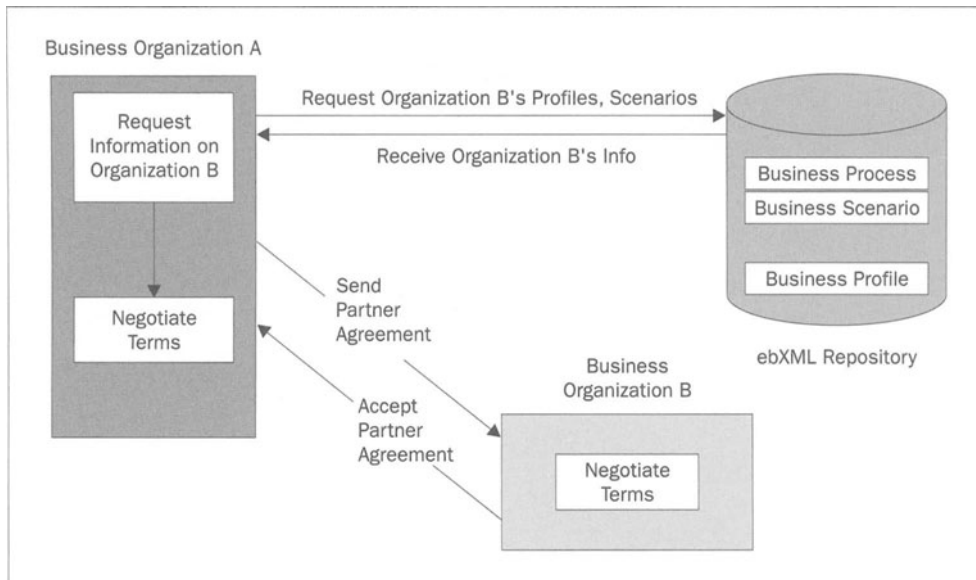 Business Organization A
Request
Information on
Organization B
Request Organization B's Profiles, Scenarios
Receive Organization B's Info
Business Process
Business Scenario
Business Profile
ebXML Repository
Negotiate
Terms
Send
Partner
Agreement
Accept
Partner
Agreement
Business
Organization B
Negotiate
Terms